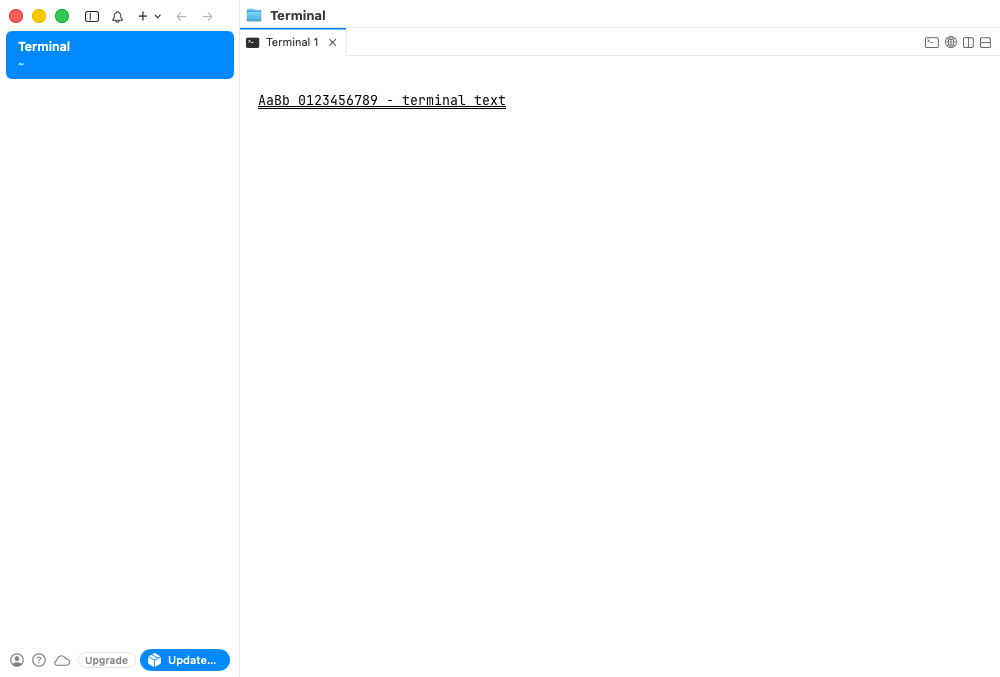 Terminal
Terminal
~
Terminal 1
AaBb 0123456789 - terminal text
Upgrade
Update...